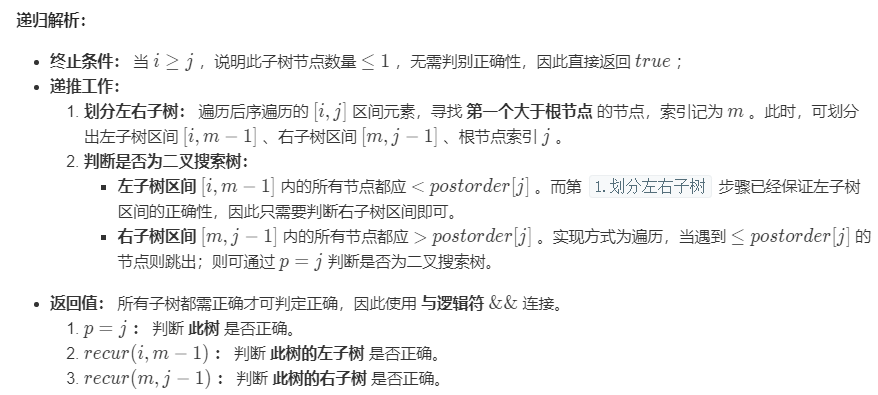 递归解析：
• 终止条件： 当 i ≥ j ，说明此子树节点数量 ≤ 1 ，无需判别正确性，因此直接返回 true ；
• 递推工作：
1. 划分左右子树： 遍历后序遍历的 [i, j] 区间元素，寻找 第一个大于根节点 的节点，索引记为 m 。此时，可划分
出左子树区间 [i, m − 1] 、右子树区间 [m, j − 1] 、根节点索引 j 。
2. 判断是否为二叉搜索树：
▪ 左子树区间 [i, m − 1] 内的所有节点都应 < postorder[j] 。而第 1.划分左右子树 步骤已经保证左子树
区间的正确性，因此只需要判断右子树区间即可。
▪ 右子树区间 [m, j − 1] 内的所有节点都应 > postorder[j] 。实现方式为遍历，当遇到 ≤ postorder[j] 的
节点则跳出；则可通过 p = j 判断是否为二叉搜索树。
• 返回值： 所有子树都需正确才可判定正确，因此使用 与逻辑符 && 连接。
1. p = j ： 判断 此树 是否正确。
2. recur(i, m − 1) ： 判断 此树的左子树 是否正确。
3. recur(m, j − 1) ： 判断 此树的右子树 是否正确。